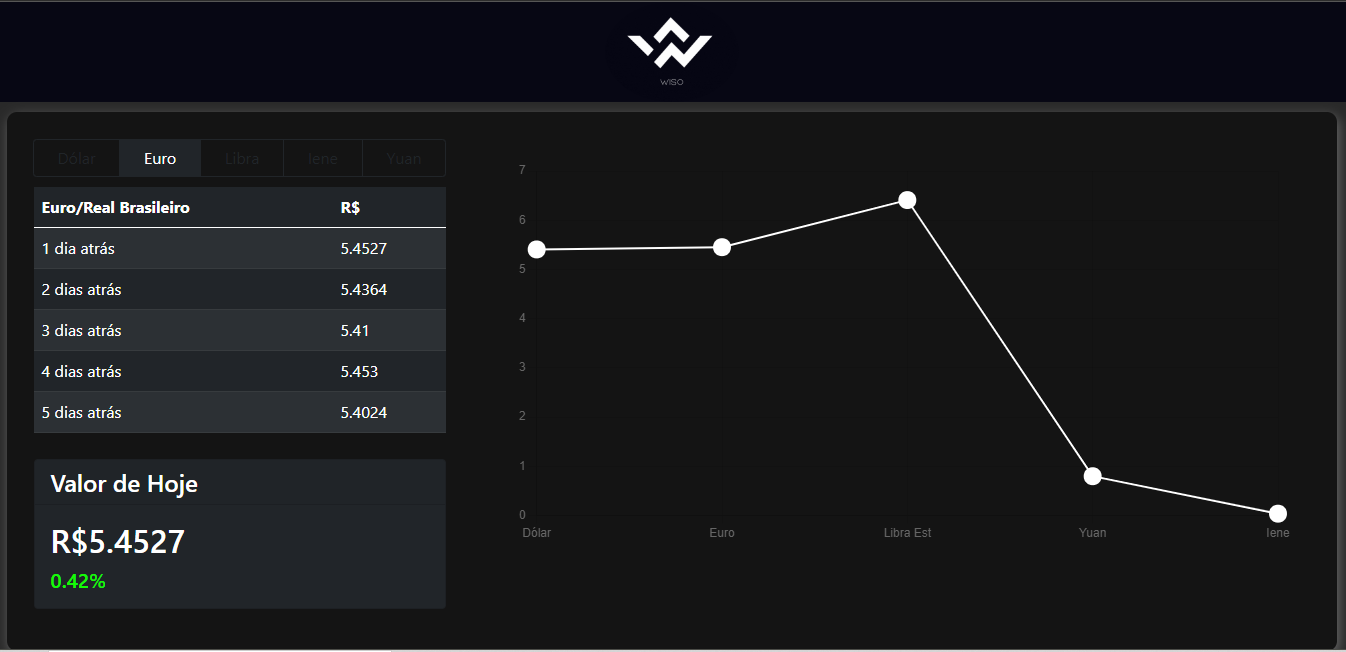 WISO
Dólar Euro Libra Iene Yuan
Euro/Real Brasileiro R$
1 dia atrás 5.4527
2 dias atrás 5.4364
3 dias atrás 5.41
4 dias atrás 5.453
5 dias atrás 5.4024
Valor de Hoje
R$5.4527
0.42%
7
6
5
4
3
2
1
0
Dólar Euro Libra Est Yuan Iene